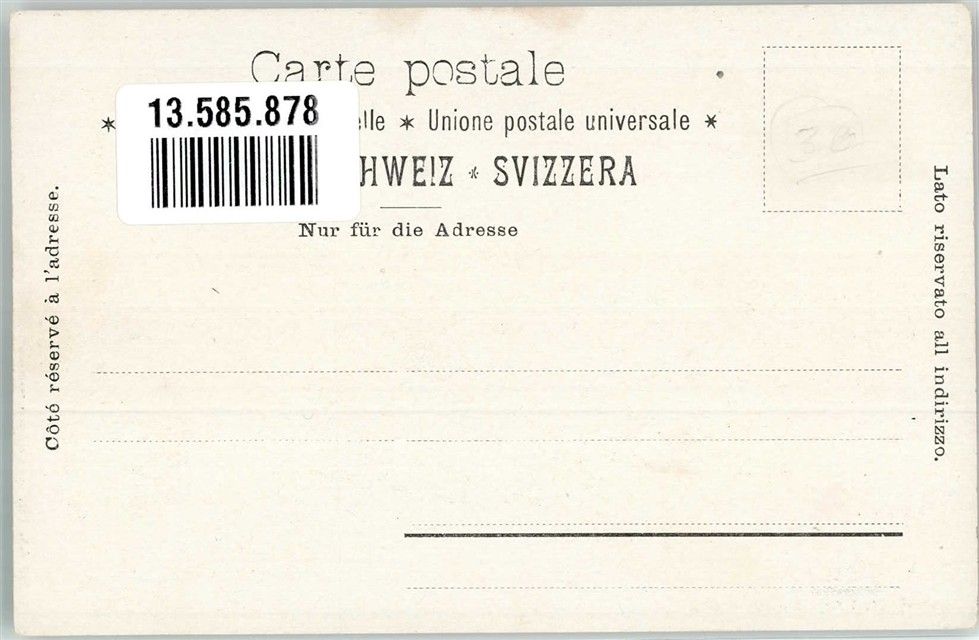 Carte postale
13.585.878
* lle * Unione postale universale *
HWEIZ * SVIZZERA
Nur für die Adresse
Côté réservé à l'adresse.
Lato riservato all indirizzo.